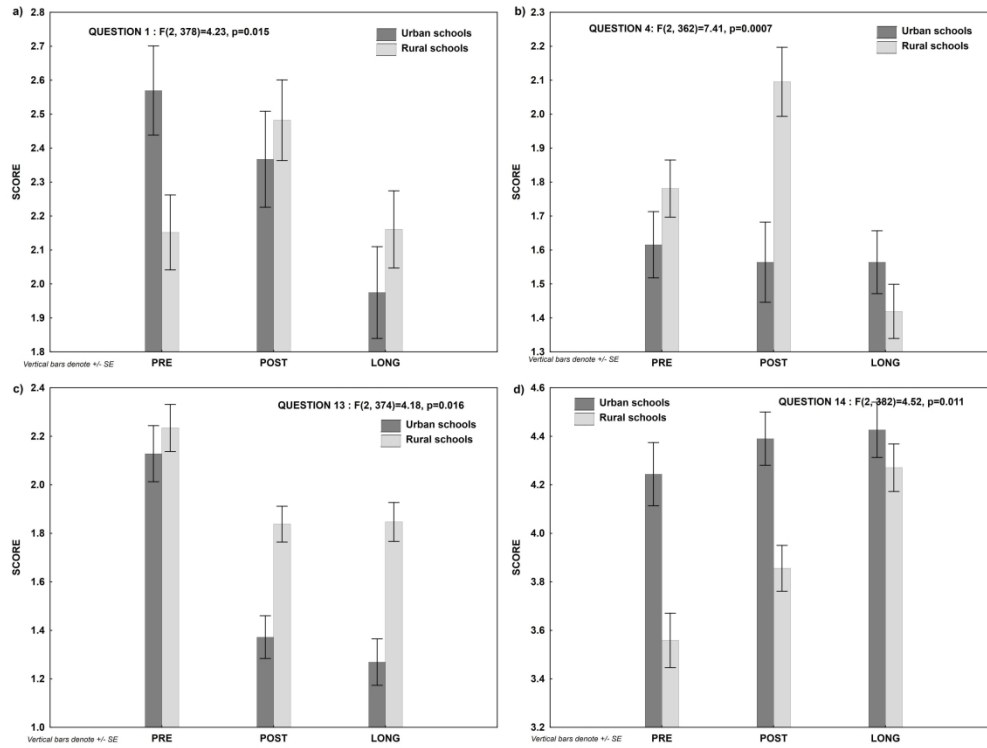 a)
QUESTION 1 : F(2, 378)=4.23, p=0.015
Urban schools
Rural schools
2.8
2.7
2.6
2.5
2.4
2.3
2.2
2.1
2.0
1.9
1.8
SCORE
PRE
POST
LONG
Vertical bars denote +/- SE
b)
QUESTION 4: F(2, 362)=7.41, p=0.0007
Urban schools
Rural schools
2.3
2.2
2.1
2.0
1.9
1.8
1.7
1.6
1.5
1.4
1.3
SCORE
PRE
POST
LONG
Vertical bars denote +/- SE
c)
QUESTION 13 : F(2, 374)=4.18, p=0.016
Urban schools
Rural schools
2.4
2.2
2.0
1.8
1.6
1.4
1.2
1.0
SCORE
PRE
POST
LONG
Vertical bars denote +/- SE
d)
QUESTION 14 : F(2, 382)=4.52, p=0.011
Urban schools
Rural schools
4.6
4.4
4.2
4.0
3.8
3.6
3.4
3.2
SCORE
PRE
POST
LONG
Vertical bars denote +/- SE